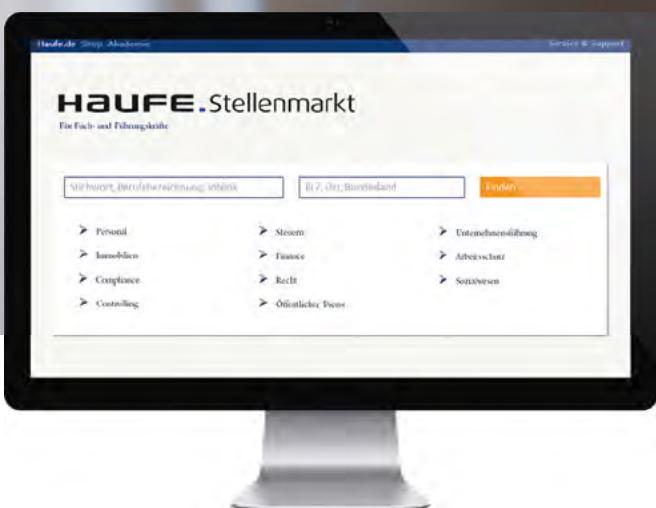 Haufe.de Shop Akademie
Service & Support
HAUFE.Stellenmarkt
Für Fach- und Führungskräfte
Stichwort, Berufsbezeichnung, Jobtitel
PLZ, Ort, Bundesland
Finden
Personal
Steuern
Unternehmensführung
Immobilien
Finance
Arbeitsschutz
Compliance
Recht
Sozialwesen
Controlling
Öffentlicher Dienst